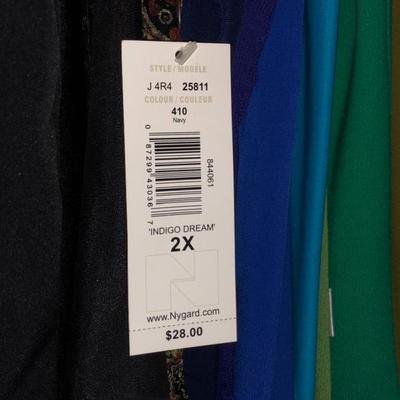 STYLE / MODÈLE
J 4R4 25811
COLOUR / COULEUR
410
Navy
844061
0 87299 43036 7
'INDIGO DREAM'
2X
www.Nygard.com
$28.00